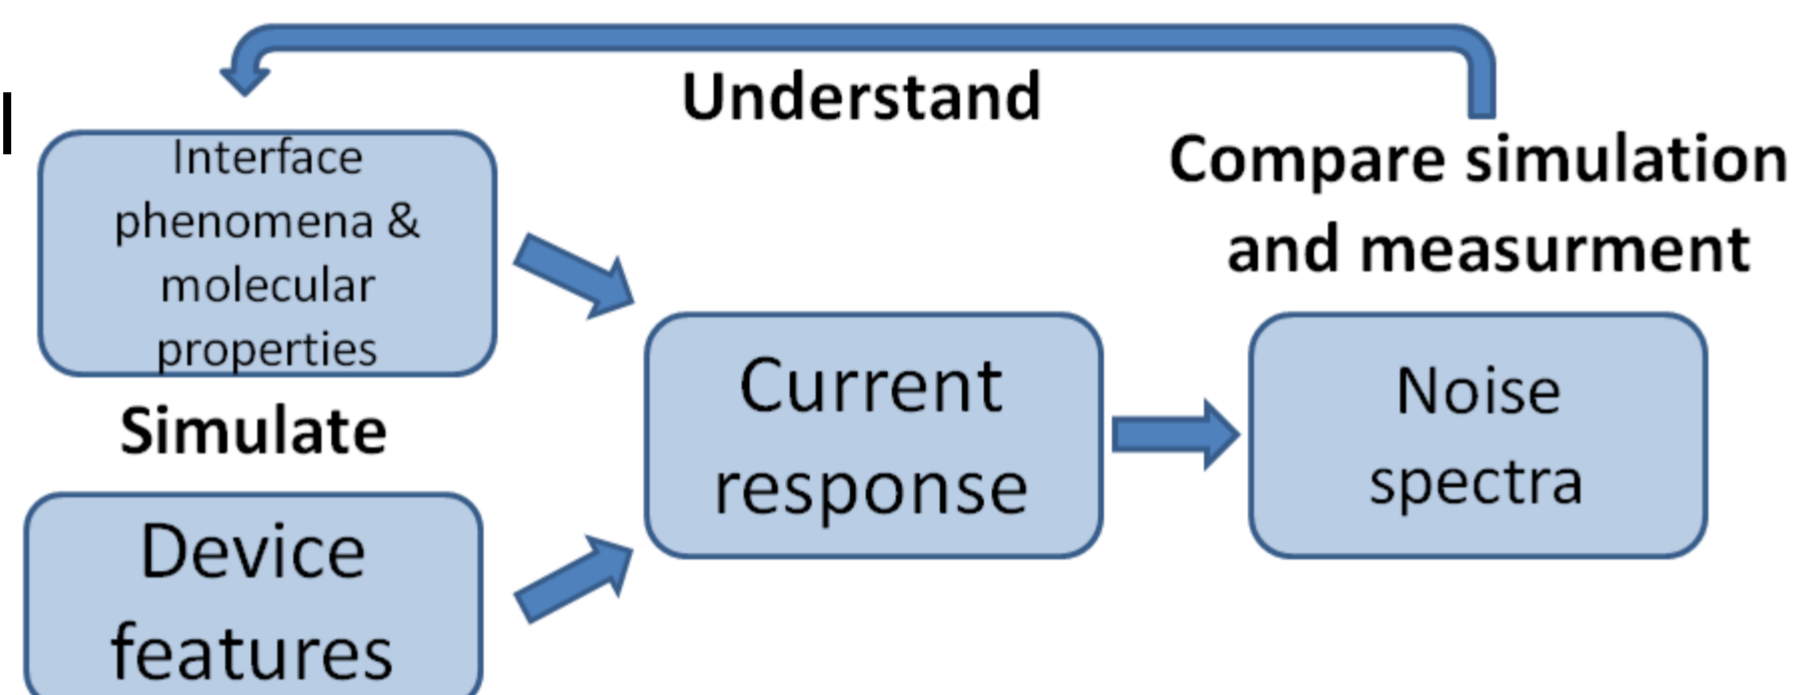 Understand
Compare simulation
and measurment
Interface
phenomena &
molecular
properties
Simulate
Device
features
Current
response
Noise
spectra